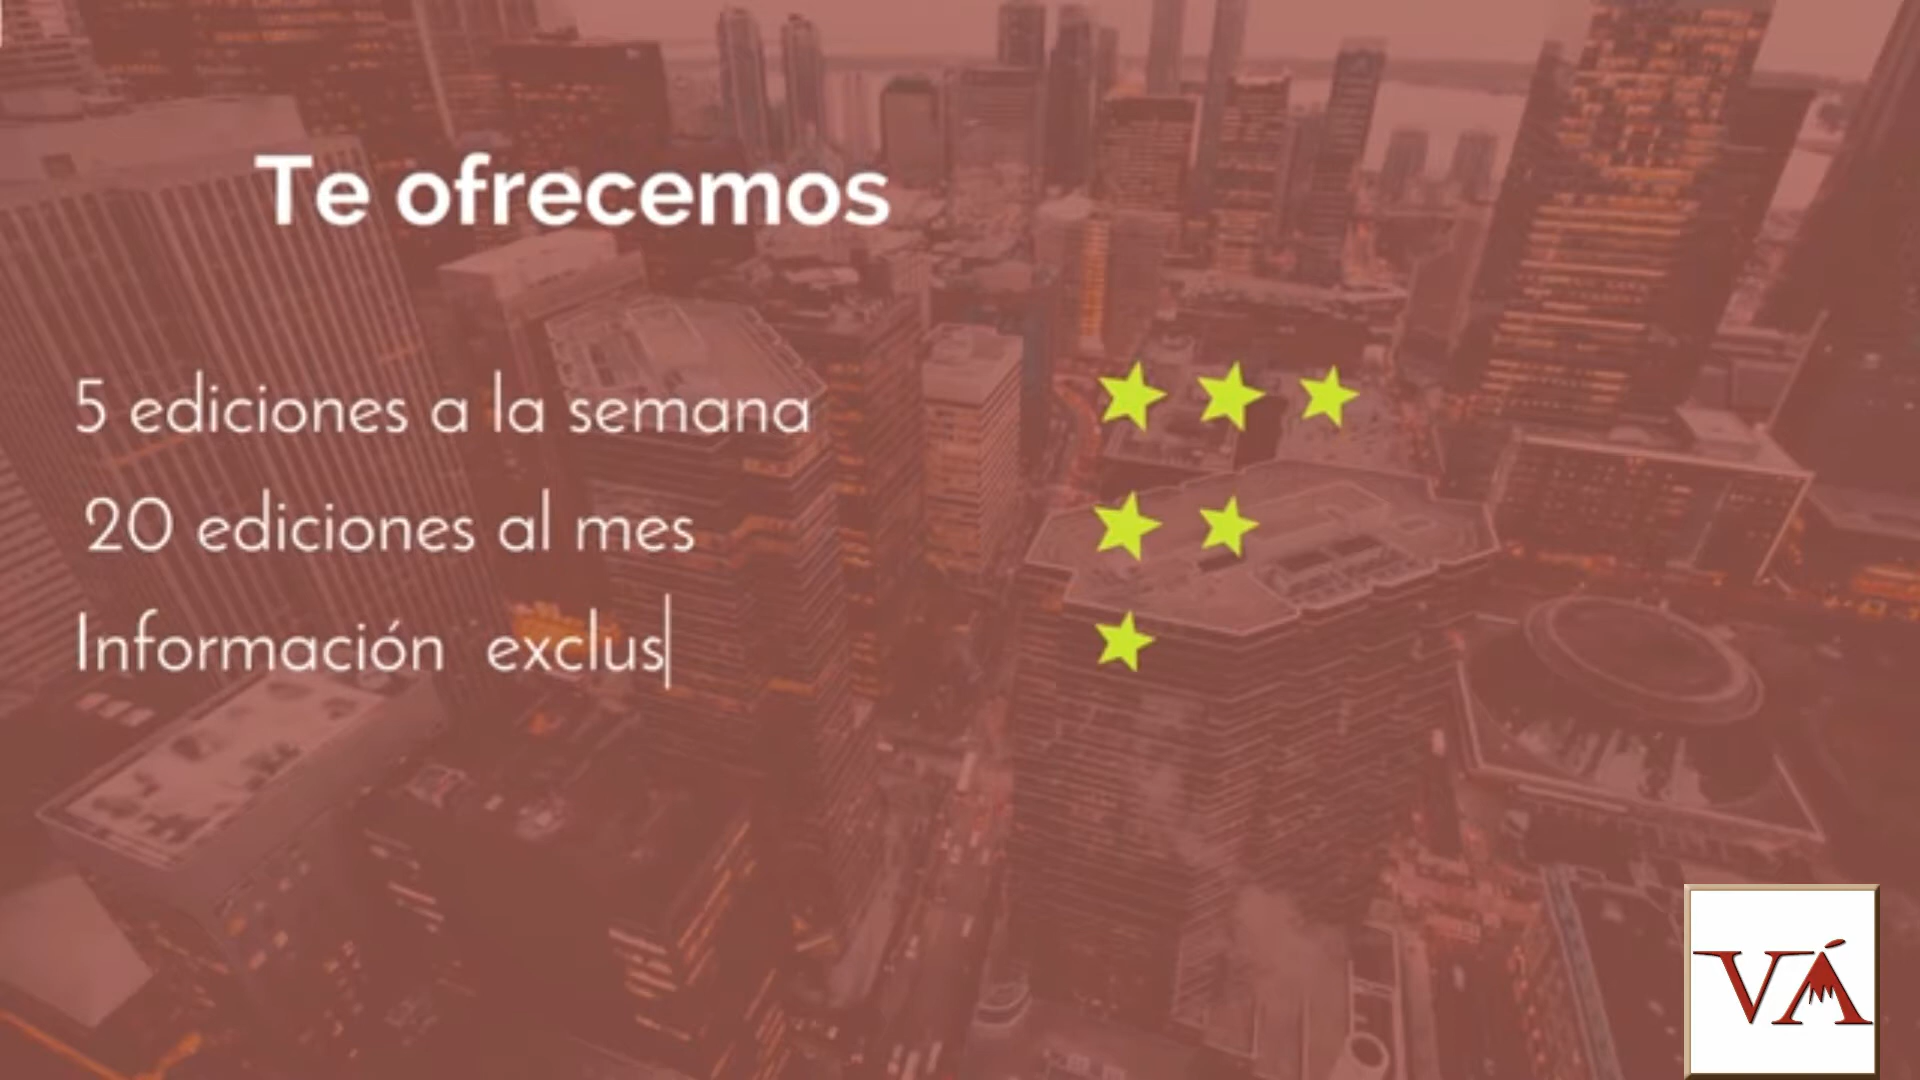 Te ofrecemos
5 ediciones a la semana
20 ediciones al mes
Información exclus
VÁ